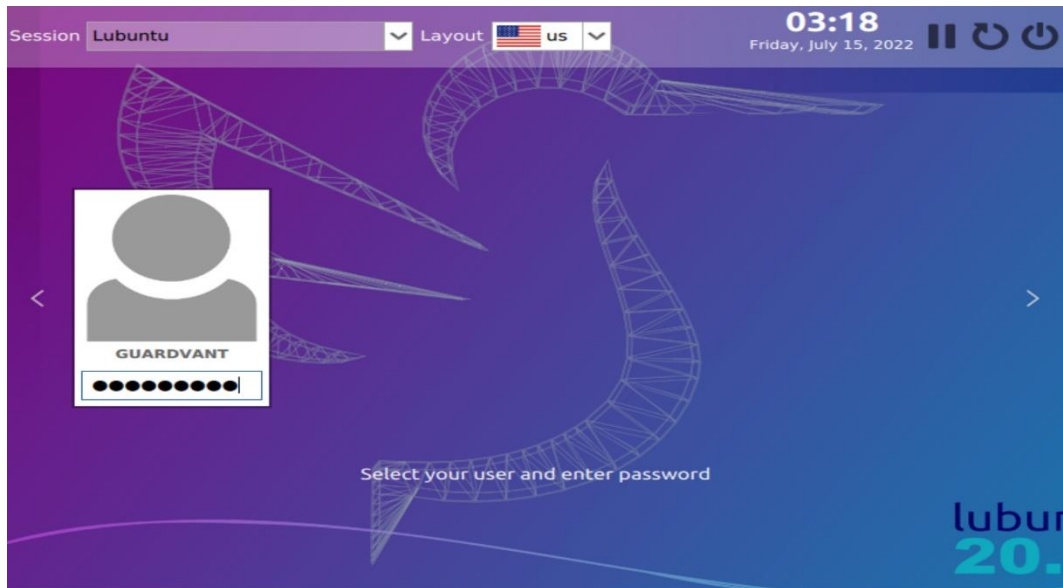 Session Lubuntu Layout us
03:18
Friday, July 15, 2022
GUARDVANT
Select your user and enter password
lubun
20.